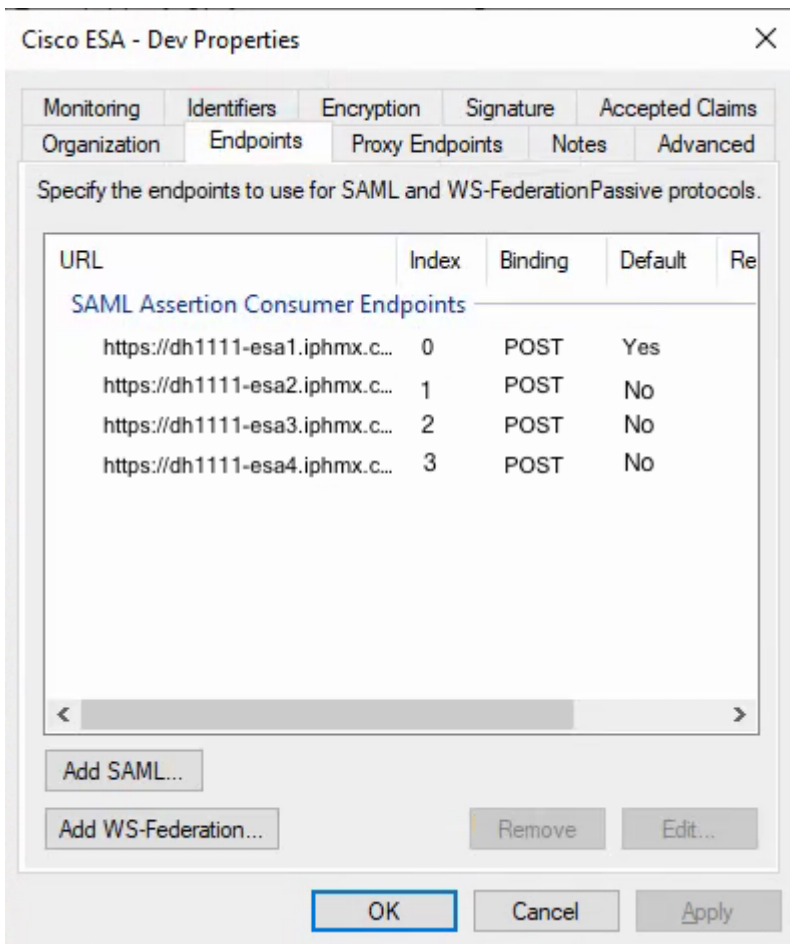 Cisco ESA - Dev Properties
Monitoring Identifiers Encryption Signature Accepted Claims
Organization Endpoints Proxy Endpoints Notes Advanced
Specify the endpoints to use for SAML and WS-FederationPassive protocols.
URL Index Binding Default Re
SAML Assertion Consumer Endpoints
https://dh1111-esa1.iphmx.c... 0 POST Yes
https://dh1111-esa2.iphmx.c... 1 POST No
https://dh1111-esa3.iphmx.c... 2 POST No
https://dh1111-esa4.iphmx.c... 3 POST No
Add SAML...
Add WS-Federation... Remove Edit...
OK Cancel Apply